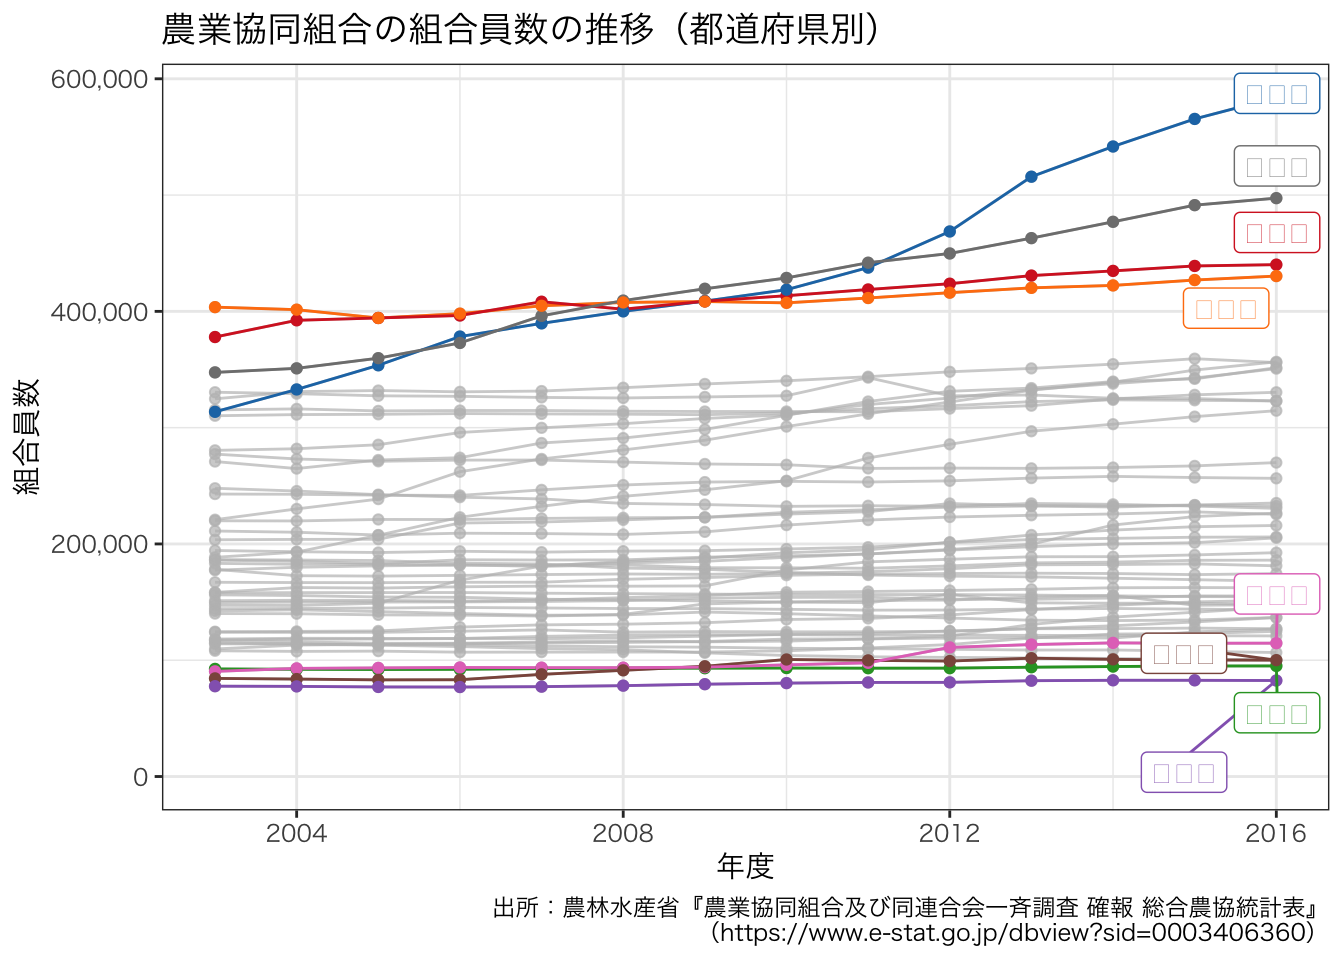 農業協同組合の組合員数の推移（都道府県別）
600,000
400,000
200,000
0
組合員数
2004
2008
2012
2016
年度
出所：農林水産省『農業協同組合及び同連合会一斉調査 確報 総合農協統計表』
（https://www.e-stat.go.jp/dbview?sid=0003406360）